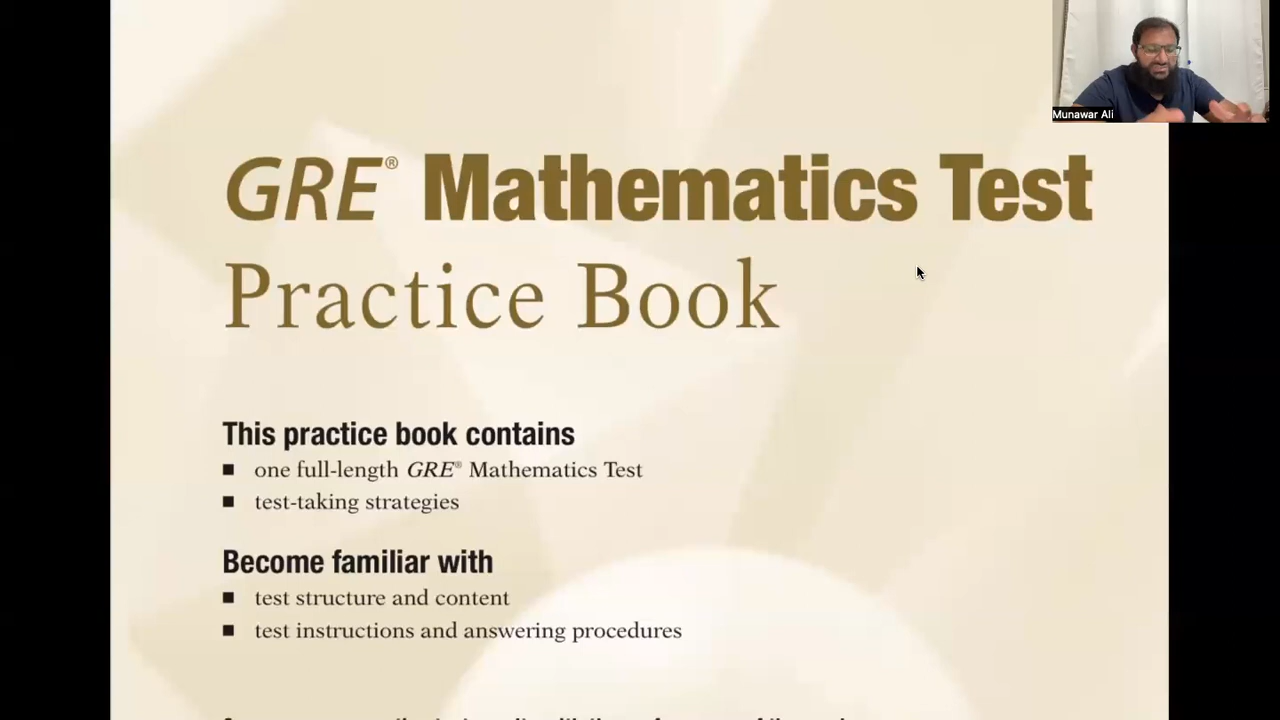 GRE® Mathematics Test
Practice Book
This practice book contains
■ one full-length GRE® Mathematics Test
■ test-taking strategies
Become familiar with
■ test structure and content
■ test instructions and answering procedures
Munawar Ali